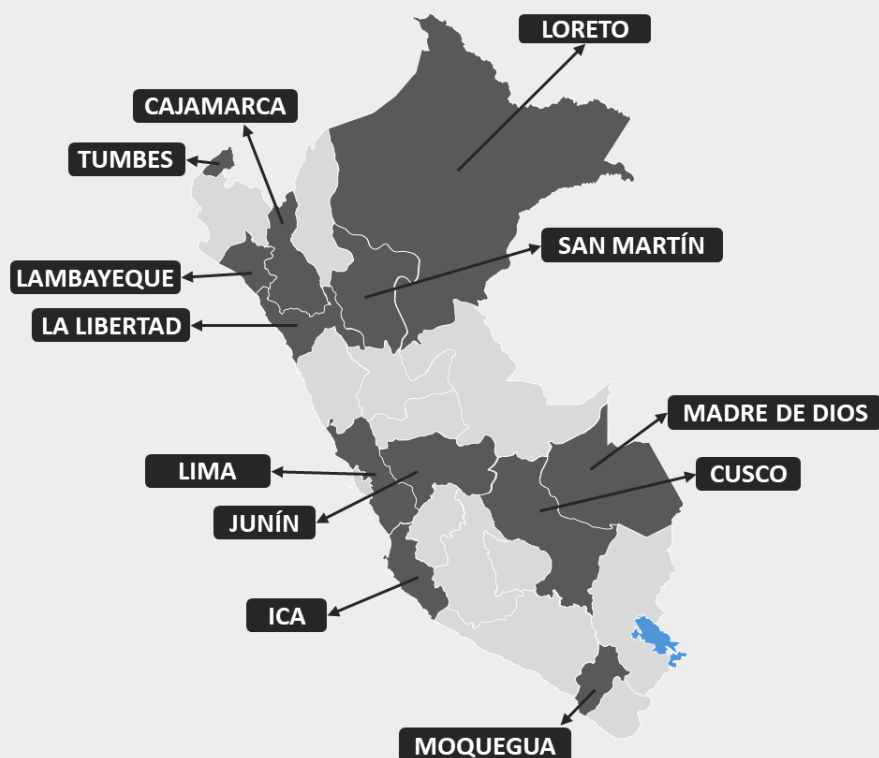 LORETO
CAJAMARCA
TUMBES
SAN MARTÍN
LAMBAYEQUE
LA LIBERTAD
MADRE DE DIOS
LIMA
CUSCO
JUNÍN
ICA
MOQUEGUA